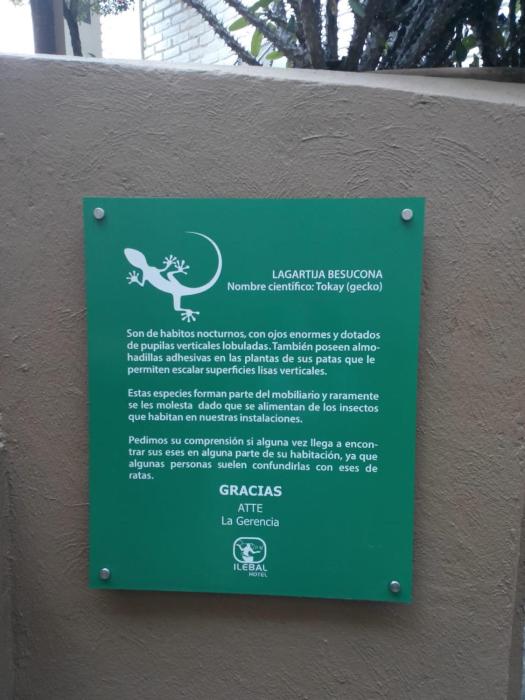 LAGARTIJA BESUCONA
Nombre científico: Tokay (gecko)
Son de habitos nocturnos, con ojos enormes y dotados
de pupilas verticales lobuladas. También poseen almo-
hadillas adhesivas en las plantas de sus patas que le
permiten escalar superficies lisas verticales.
Estas especies forman parte del mobiliario y raramente
se les molesta dado que se alimentan de los insectos
que habitan en nuestras instalaciones.
Pedimos su comprensión si alguna vez llega a encon-
trar sus eses en alguna parte de su habitación, ya que
algunas personas suelen confundirlas con eses de
ratas.
GRACIAS
ATTE
La Gerencia
ILEBAL
HOTEL